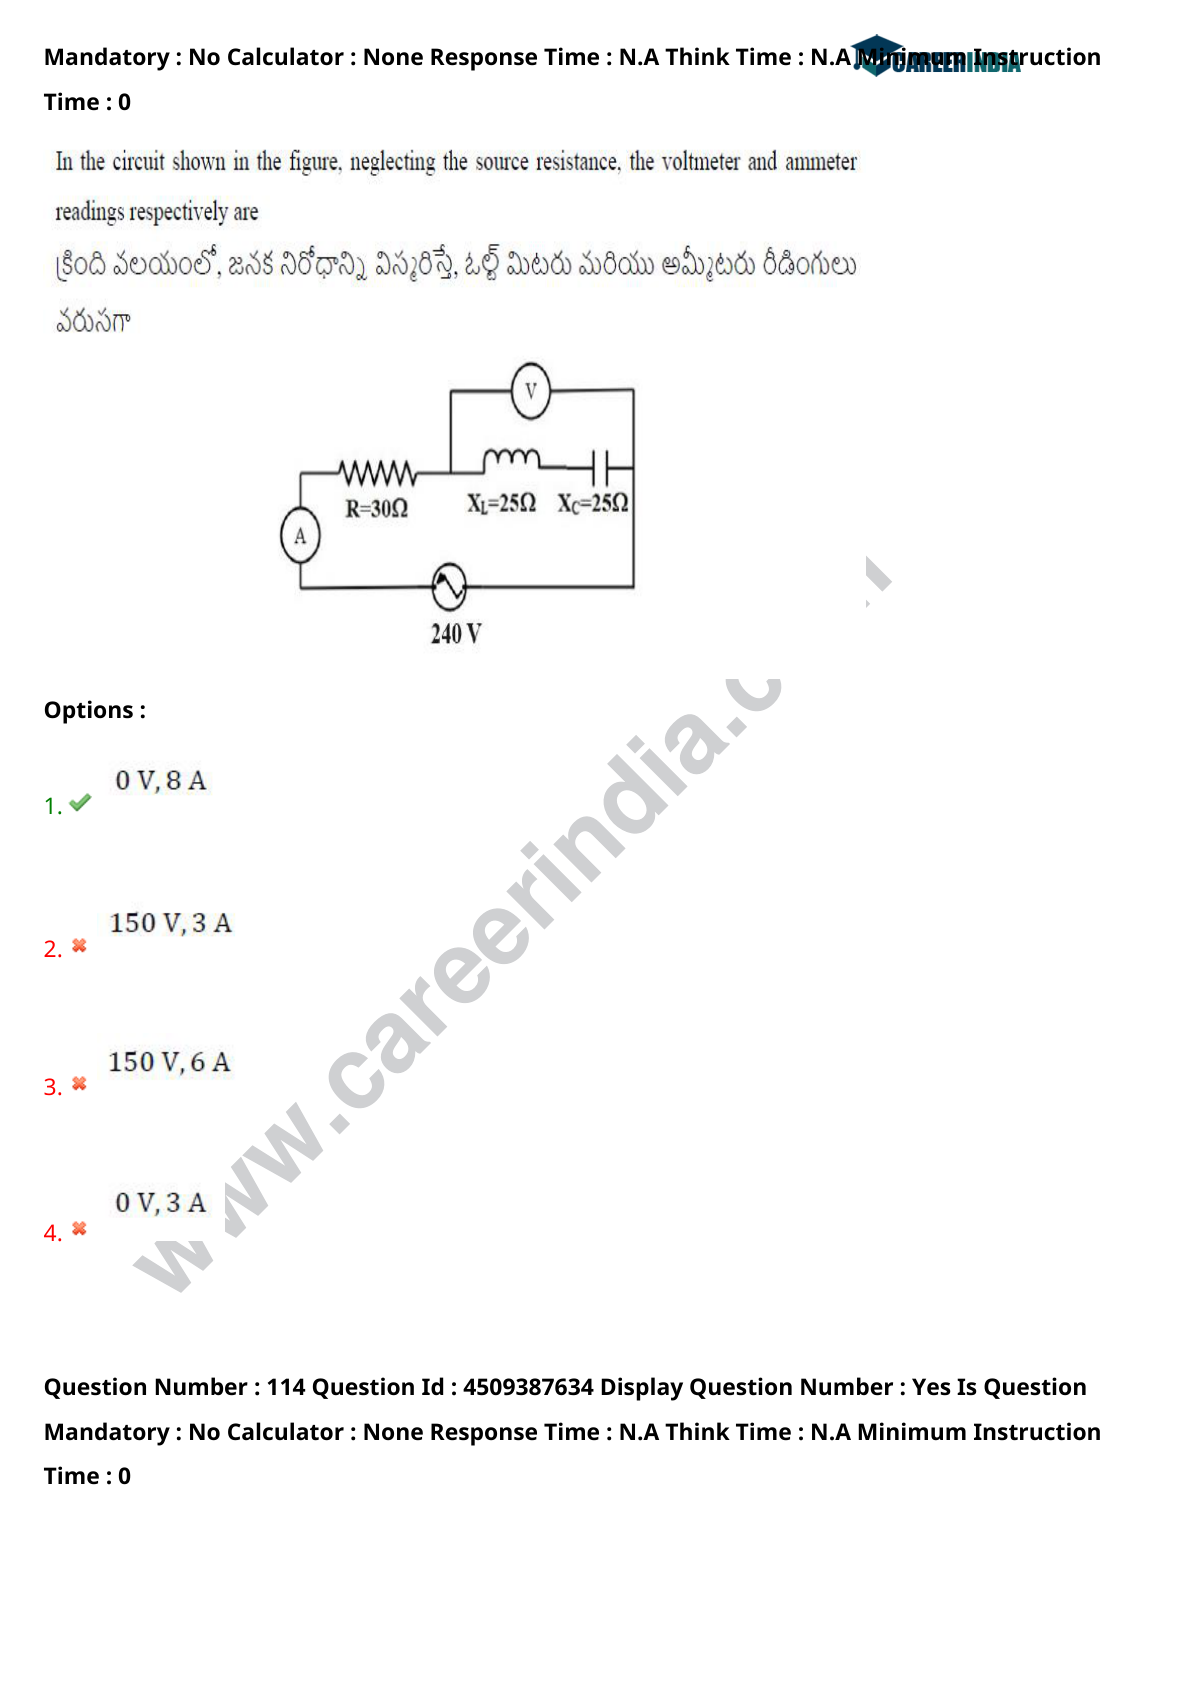 Mandatory : No Calculator : None Response Time : N.A Think Time : N.A Minimum Instruction
CAREERINDIA
Time : 0
In the circuit shown in the figure, neglecting the source resistance, the voltmeter and ammeter
readings respectively are
క్రింది వలయంలో, జనక నిరోధాన్ని విస్మరిస్తే, ఓల్ట్ మిటరు మరియు అమ్మీటరు రీడింగులు
వరుసగా
V
R=30Ω
XL=25Ω XC=25Ω
A
240 V
Options :
0 V, 8 A
1.
150 V, 3 A
2.
150 V, 6 A
3.
0 V, 3 A
4.
www.careerindia.c
Question Number : 114 Question Id : 4509387634 Display Question Number : Yes Is Question
Mandatory : No Calculator : None Response Time : N.A Think Time : N.A Minimum Instruction
Time : 0